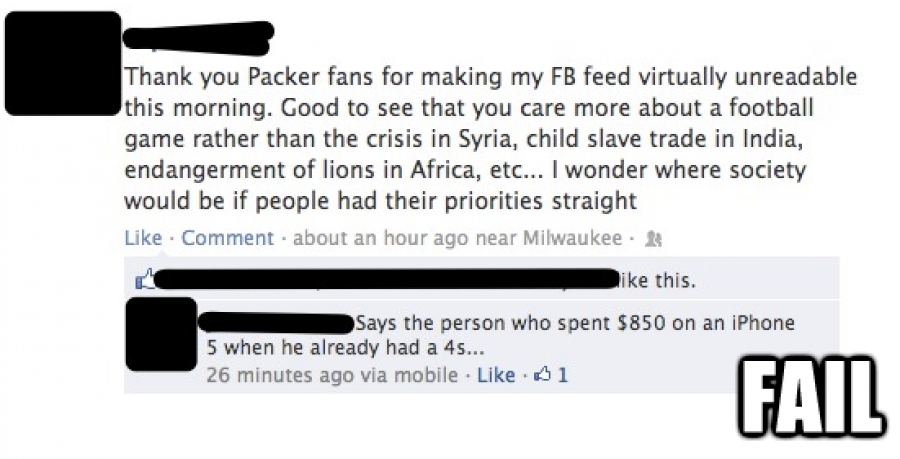 Thank you Packer fans for making my FB feed virtually unreadable
this morning. Good to see that you care more about a football
game rather than the crisis in Syria, child slave trade in India,
endangerment of lions in Africa, etc... I wonder where society
would be if people had their priorities straight
Like · Comment · about an hour ago near Milwaukee ·
like this.
Says the person who spent $850 on an iPhone
5 when he already had a 4s...
26 minutes ago via mobile · Like · 1
FAIL